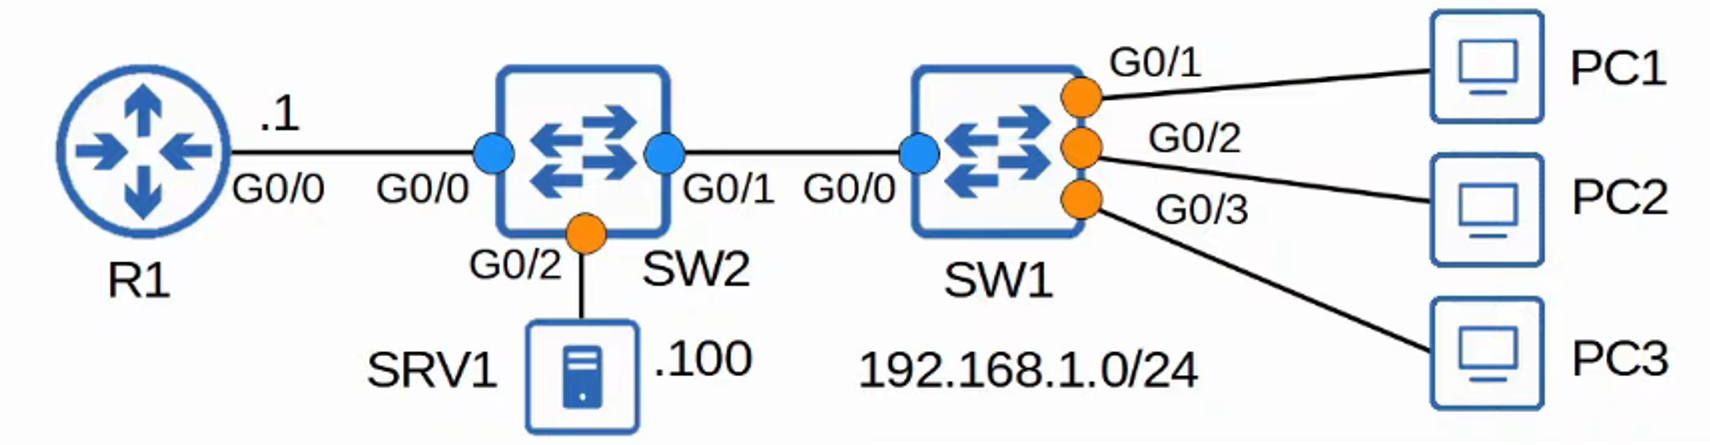 .1
G0/0
G0/0
R1
G0/2
SW2
SRV1
.100
G0/1
G0/0
SW1
192.168.1.0/24
G0/1
G0/2
G0/3
PC1
PC2
PC3